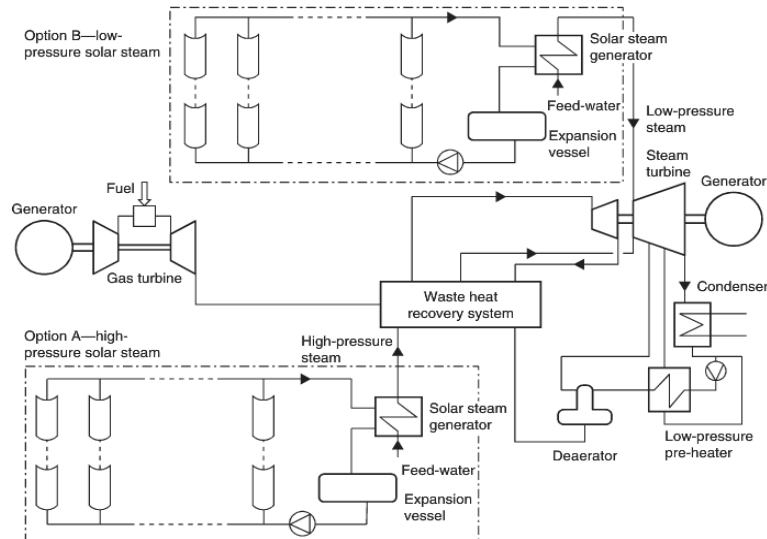 Option B—low-
pressure solar steam
Solar steam
generator
Feed-water
Expansion
vessel
Low-pressure
steam
Steam
turbine
Generator
Fuel
Generator
Gas turbine
Waste heat
recovery system
Condenser
Option A—high-
pressure solar steam
High-pressure
steam
Solar steam
generator
Feed-water
Expansion
vessel
Deaerator
Low-pressure
pre-heater